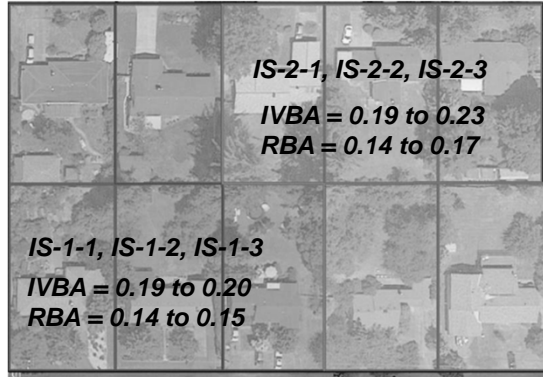 IS-2-1, IS-2-2, IS-2-3
IVBA = 0.19 to 0.23
RBA = 0.14 to 0.17
IS-1-1, IS-1-2, IS-1-3
IVBA = 0.19 to 0.20
RBA = 0.14 to 0.15